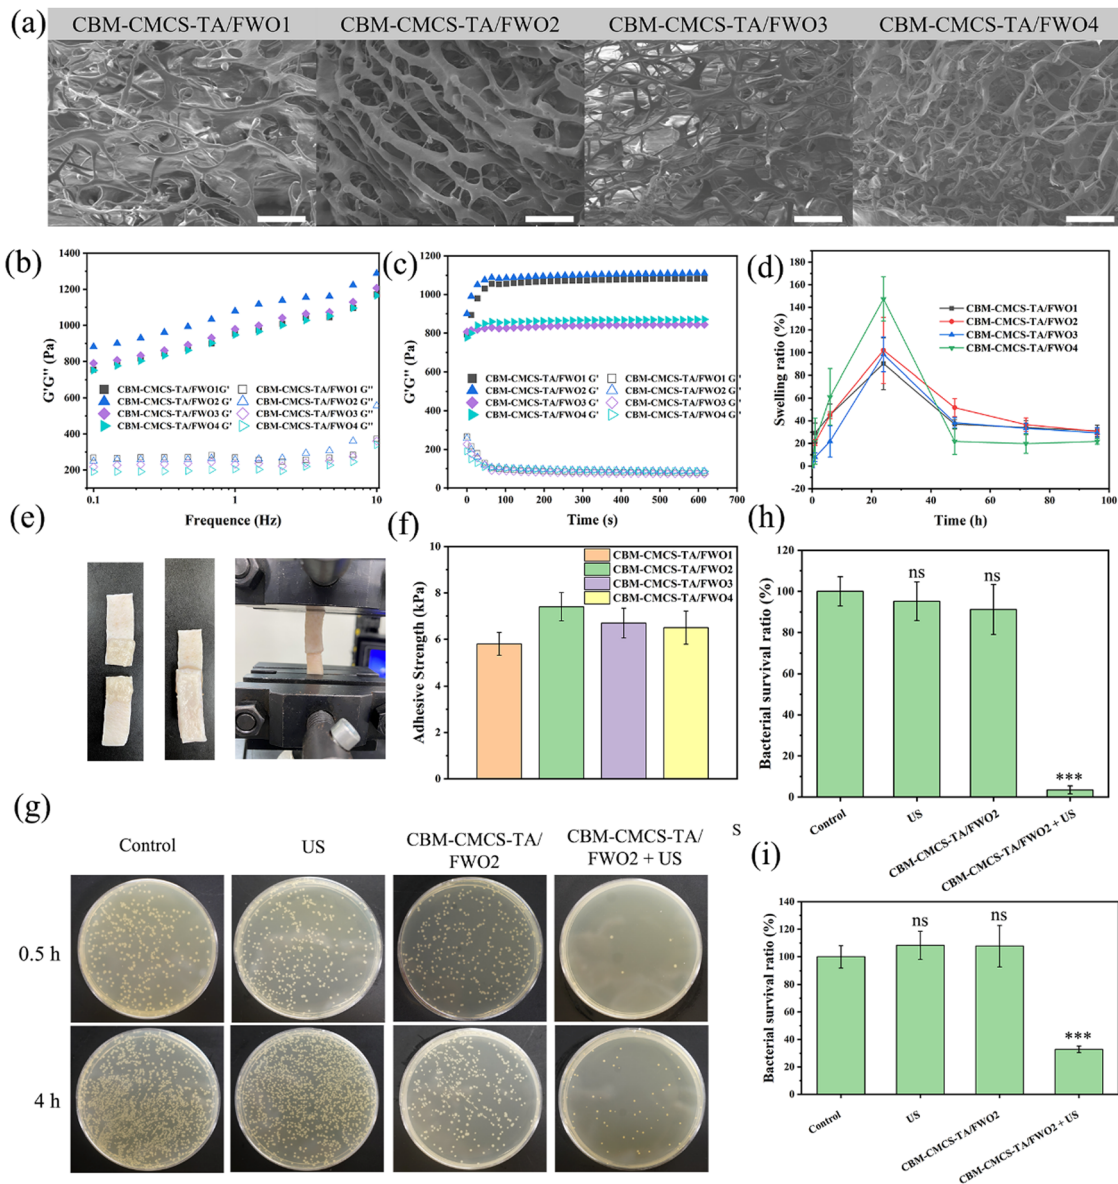 (a)
CBM-CMCS-TA/FWO1 CBM-CMCS-TA/FWO2 CBM-CMCS-TA/FWO3 CBM-CMCS-TA/FWO4
(b)
G'G'' (Pa)
1400
1200
1000
800
600
400
200
CBM-CMCS-TA/FWO1G' CBM-CMCS-TA/FWO1 G''
CBM-CMCS-TA/FWO2 G' CBM-CMCS-TA/FWO2 G''
CBM-CMCS-TA/FWO3 G' CBM-CMCS-TA/FWO3 G''
CBM-CMCS-TA/FWO4 G' CBM-CMCS-TA/FWO4 G''
0.1 1 10
Frequence (Hz)
(c)
G'G'' (Pa)
1200
1000
800
600
400
200
0
CBM-CMCS-TA/FWO1 G' CBM-CMCS-TA/FWO1 G''
CBM-CMCS-TA/FWO2 G' CBM-CMCS-TA/FWO2 G''
CBM-CMCS-TA/FWO3 G' CBM-CMCS-TA/FWO3 G''
CBM-CMCS-TA/FWO4 G' CBM-CMCS-TA/FWO4 G'
0 100 200 300 400 500 600 700
Time (s)
(d)
Swelling ratio (%)
180
160
140
120
100
80
60
40
20
0
-20
CBM-CMCS-TA/FWO1
CBM-CMCS-TA/FWO2
CBM-CMCS-TA/FWO3
CBM-CMCS-TA/FWO4
0 20 40 60 80 100
Time (h)
(e)
(f)
Adhesive Strength (kPa)
10
8
6
4
2
0
CBM-CMCS-TA/FWO1
CBM-CMCS-TA/FWO2
CBM-CMCS-TA/FWO3
CBM-CMCS-TA/FWO4
(h)
Bacterial survival ratio (%)
120
100
80
60
40
20
0
ns
ns
***
Control
US
CBM-CMCS-TA/FWO2
CBM-CMCS-TA/FWO2 + US
(g)
Control
US
CBM-CMCS-TA/
FWO2
CBM-CMCS-TA/
FWO2 + US
S
0.5 h
4 h
(i)
Bacterial survival ratio (%)
140
120
100
80
60
40
20
0
ns
ns
***
Control
US
CBM-CMCS-TA/FWO2
CBM-CMCS-TA/FWO2 + US